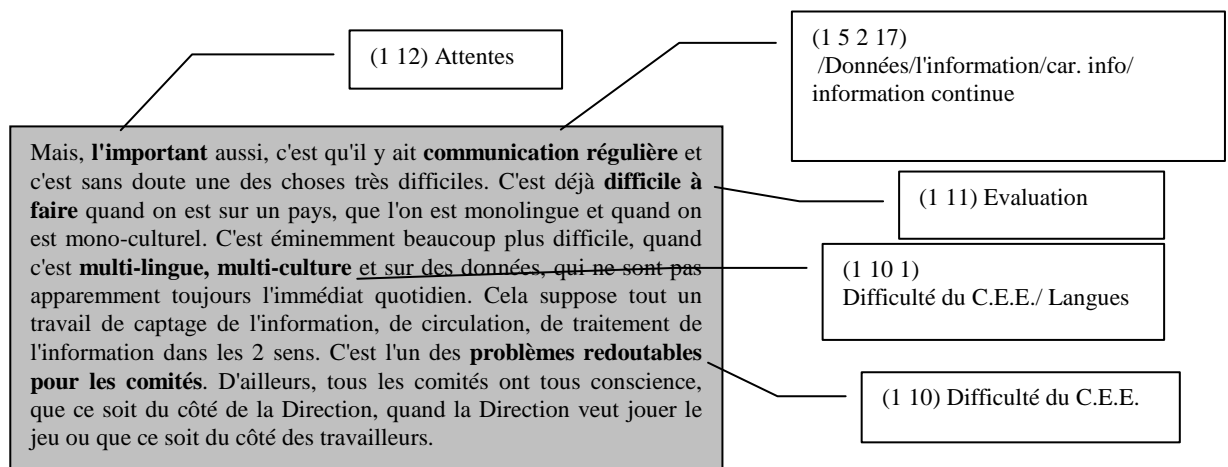 (1 12) Attentes
(1 5 2 17)
/Données/l'information/car. info/
information continue
Mais, l'important aussi, c'est qu'il y ait communication régulière et
c'est sans doute une des choses très difficiles. C'est déjà difficile à
faire quand on est sur un pays, que l'on est monolingue et quand on
est mono-culturel. C'est éminemment beaucoup plus difficile, quand
c'est multi-lingue, multi-culture et sur des données, qui ne sont pas
apparemment toujours l'immédiat quotidien. Cela suppose tout un
travail de captage de l'information, de circulation, de traitement de
l'information dans les 2 sens. C'est l'un des problèmes redoutables
pour les comités. D'ailleurs, tous les comités ont tous conscience,
que ce soit du côté de la Direction, quand la Direction veut jouer le
jeu ou que ce soit du côté des travailleurs.
(1 11) Evaluation
(1 10 1)
Difficulté du C.E.E./ Langues
(1 10) Difficulté du C.E.E.